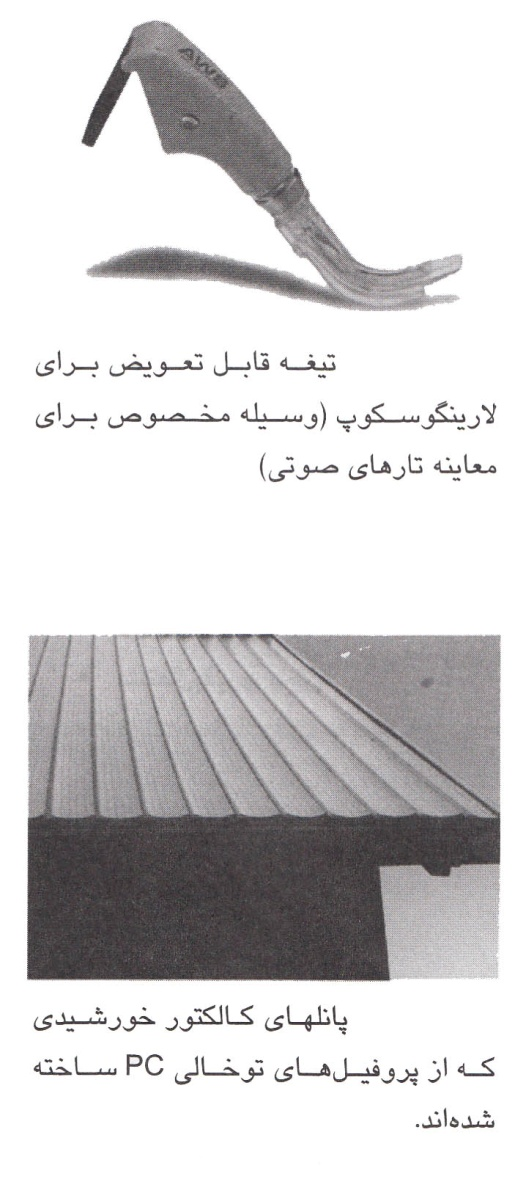 AWS
تیغه قابل تعویض برای
لارینگوسکوپ (وسیله مخصوص برای
معاینه تارهای صوتی)
پانلهای کالکتور خورشیدی
که از پروفیل‌های توخالی PC ساخته
شده‌اند.